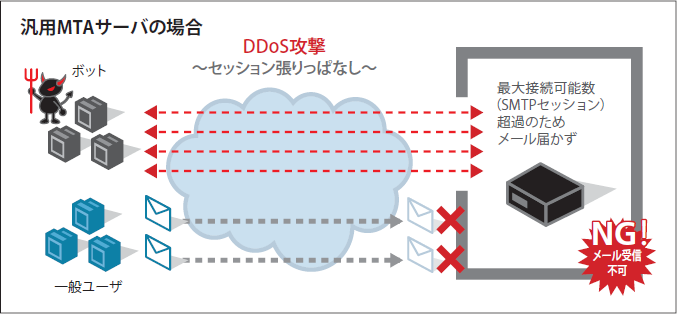 汎用MTAサーバの場合
DDoS攻撃
～セッション張りっぱなし～
ボット
最大接続可能数
(SMTPセッション)
超過のため
メール届かず
一般ユーザ
NG!
メール受信
不可